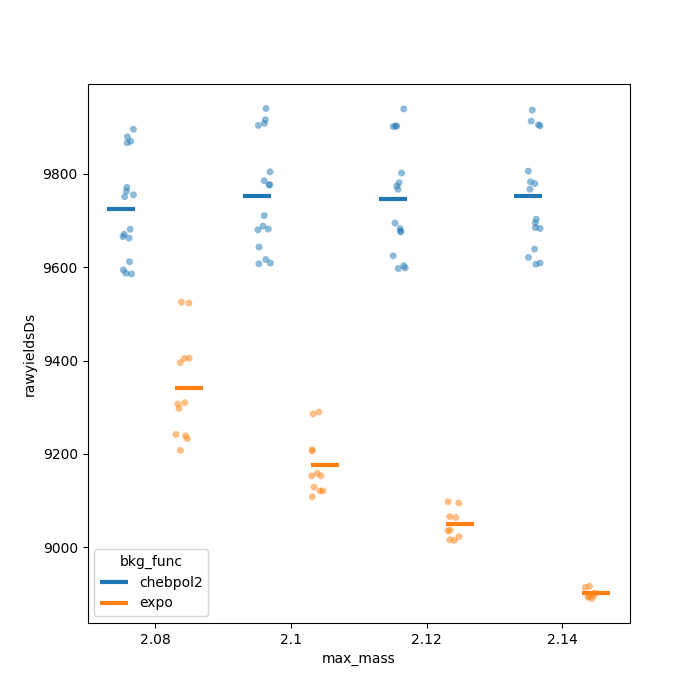 rawyieldsDs
9800
9600
9400
9200
9000
bkg_func
chebpol2
expo
2.08
2.1
2.12
2.14
max_mass